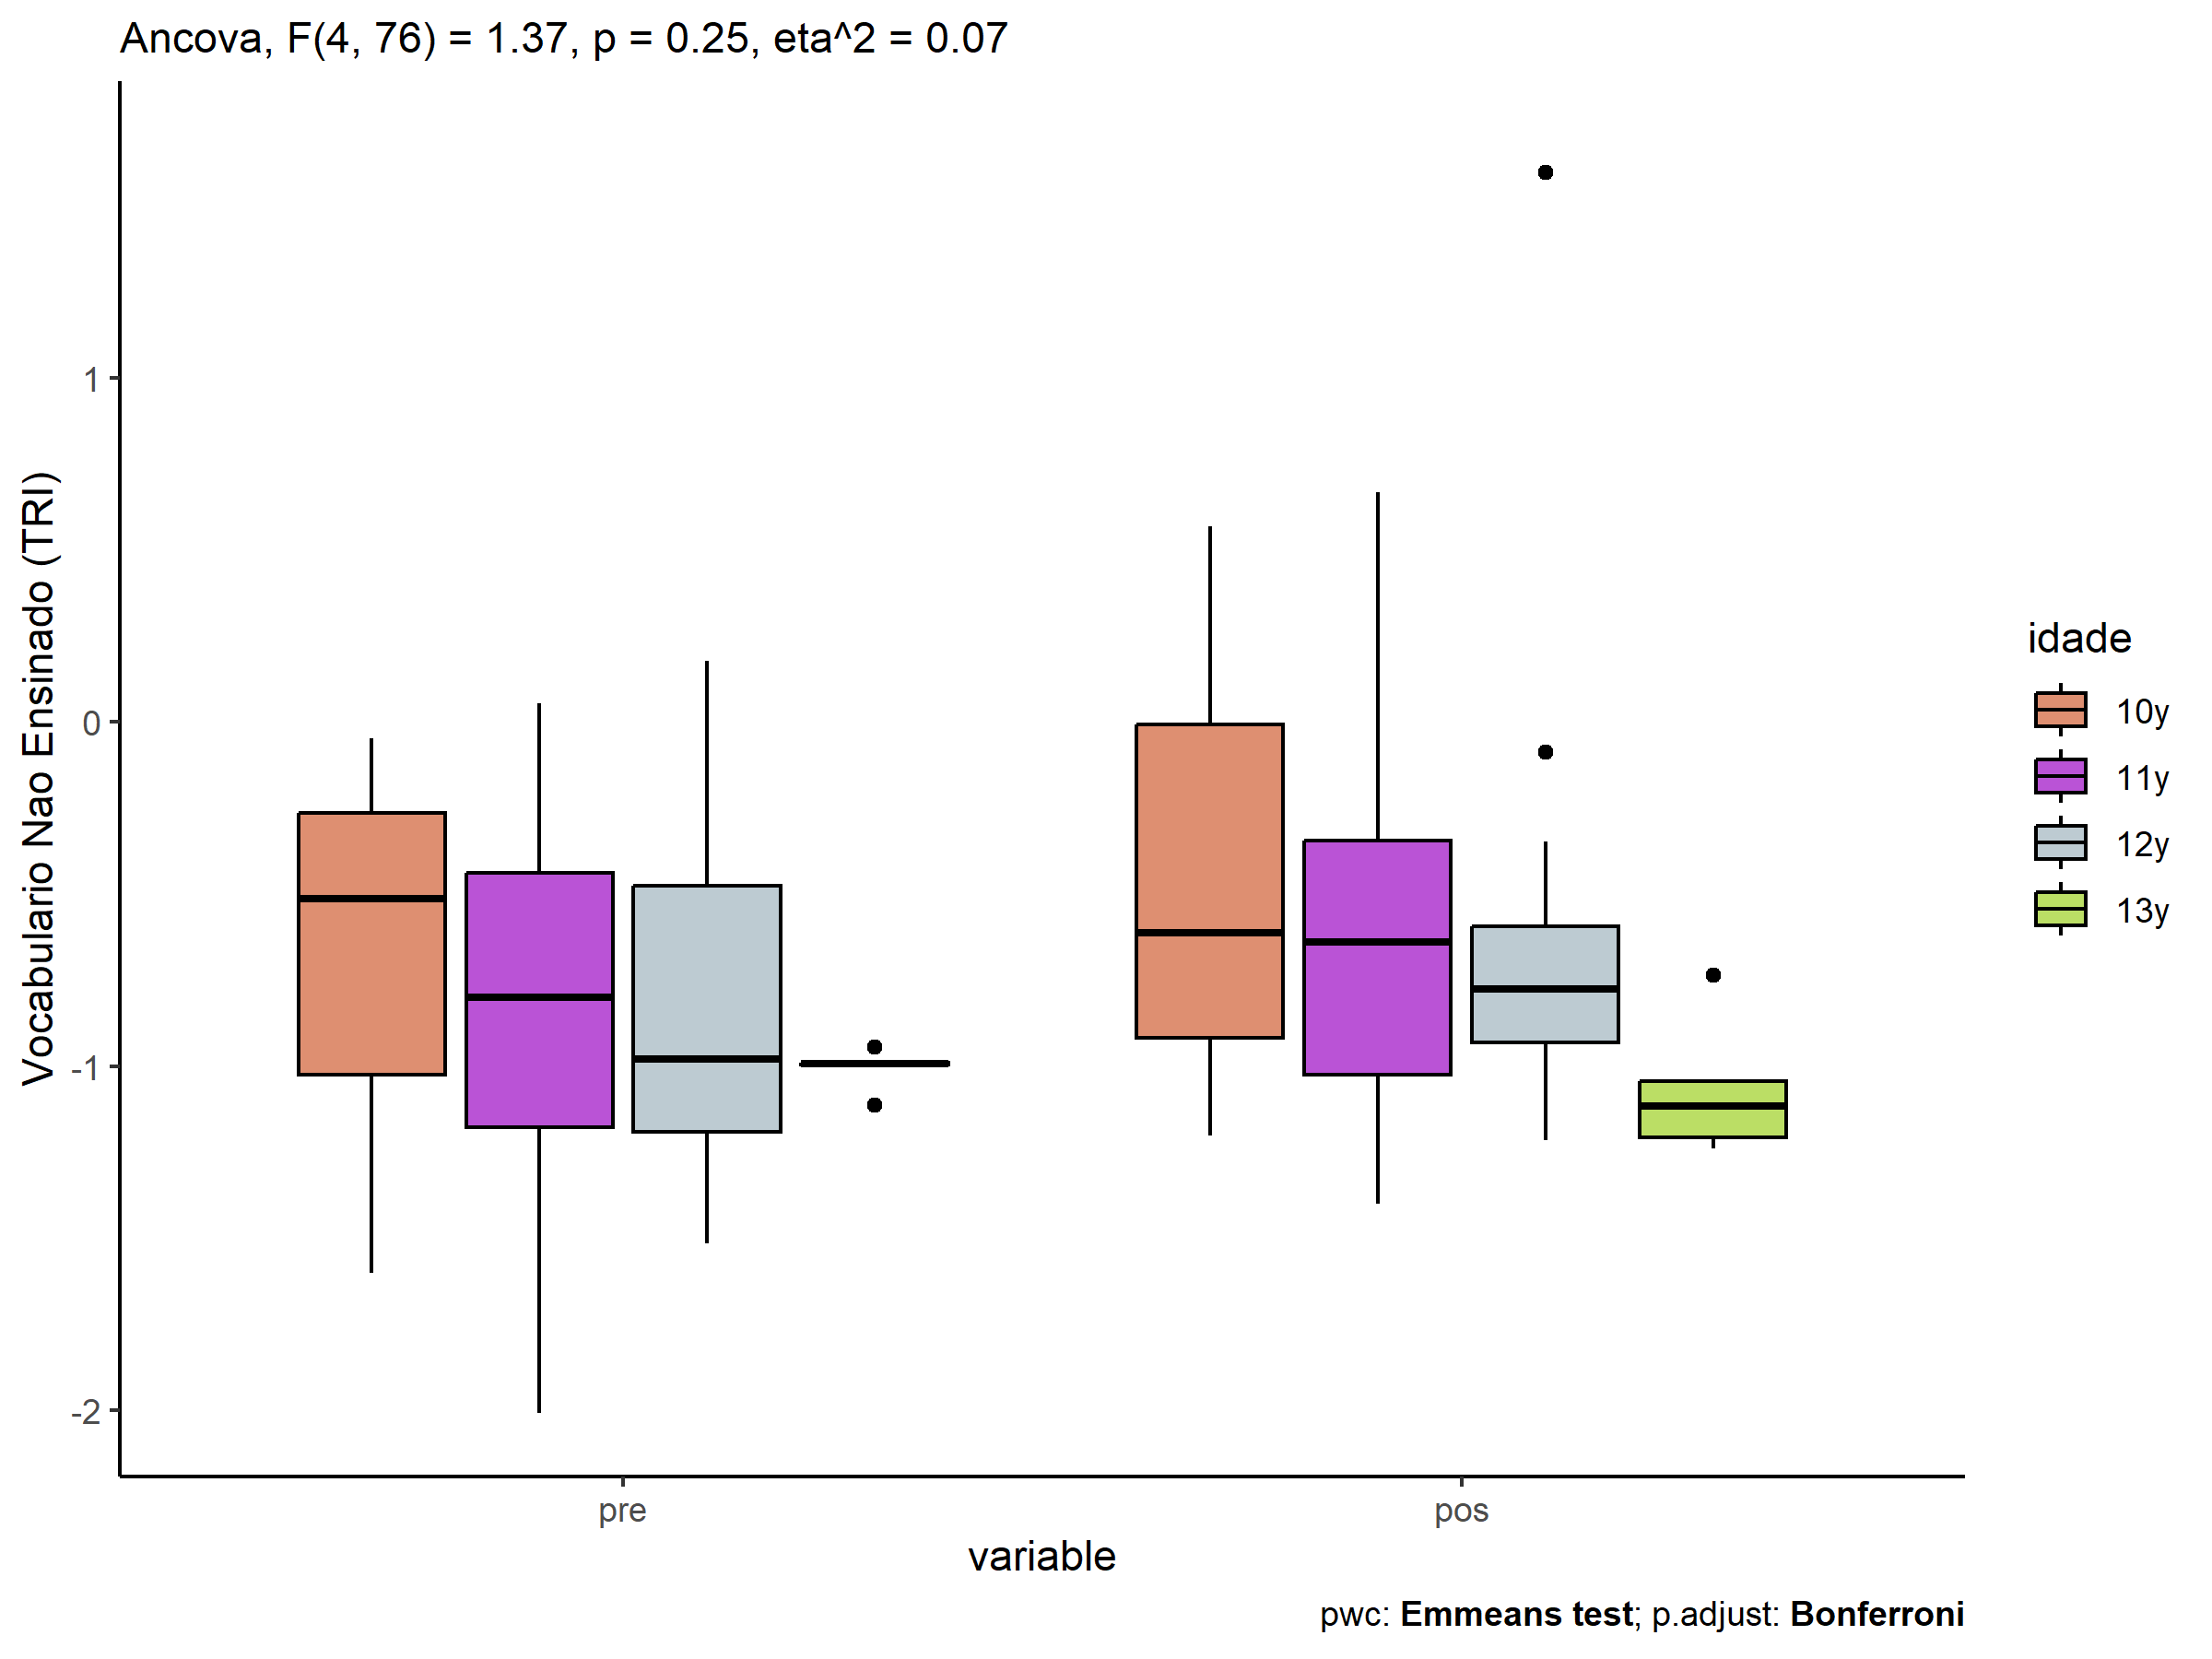 Ancova, F(4, 76) = 1.37, p = 0.25, eta^2 = 0.07
Vocabulario Nao Ensinado (TRI)
1
0
-1
-2
pre
pos
variable
idade
10y
11y
12y
13y
pwc: Emmeans test; p.adjust: Bonferroni